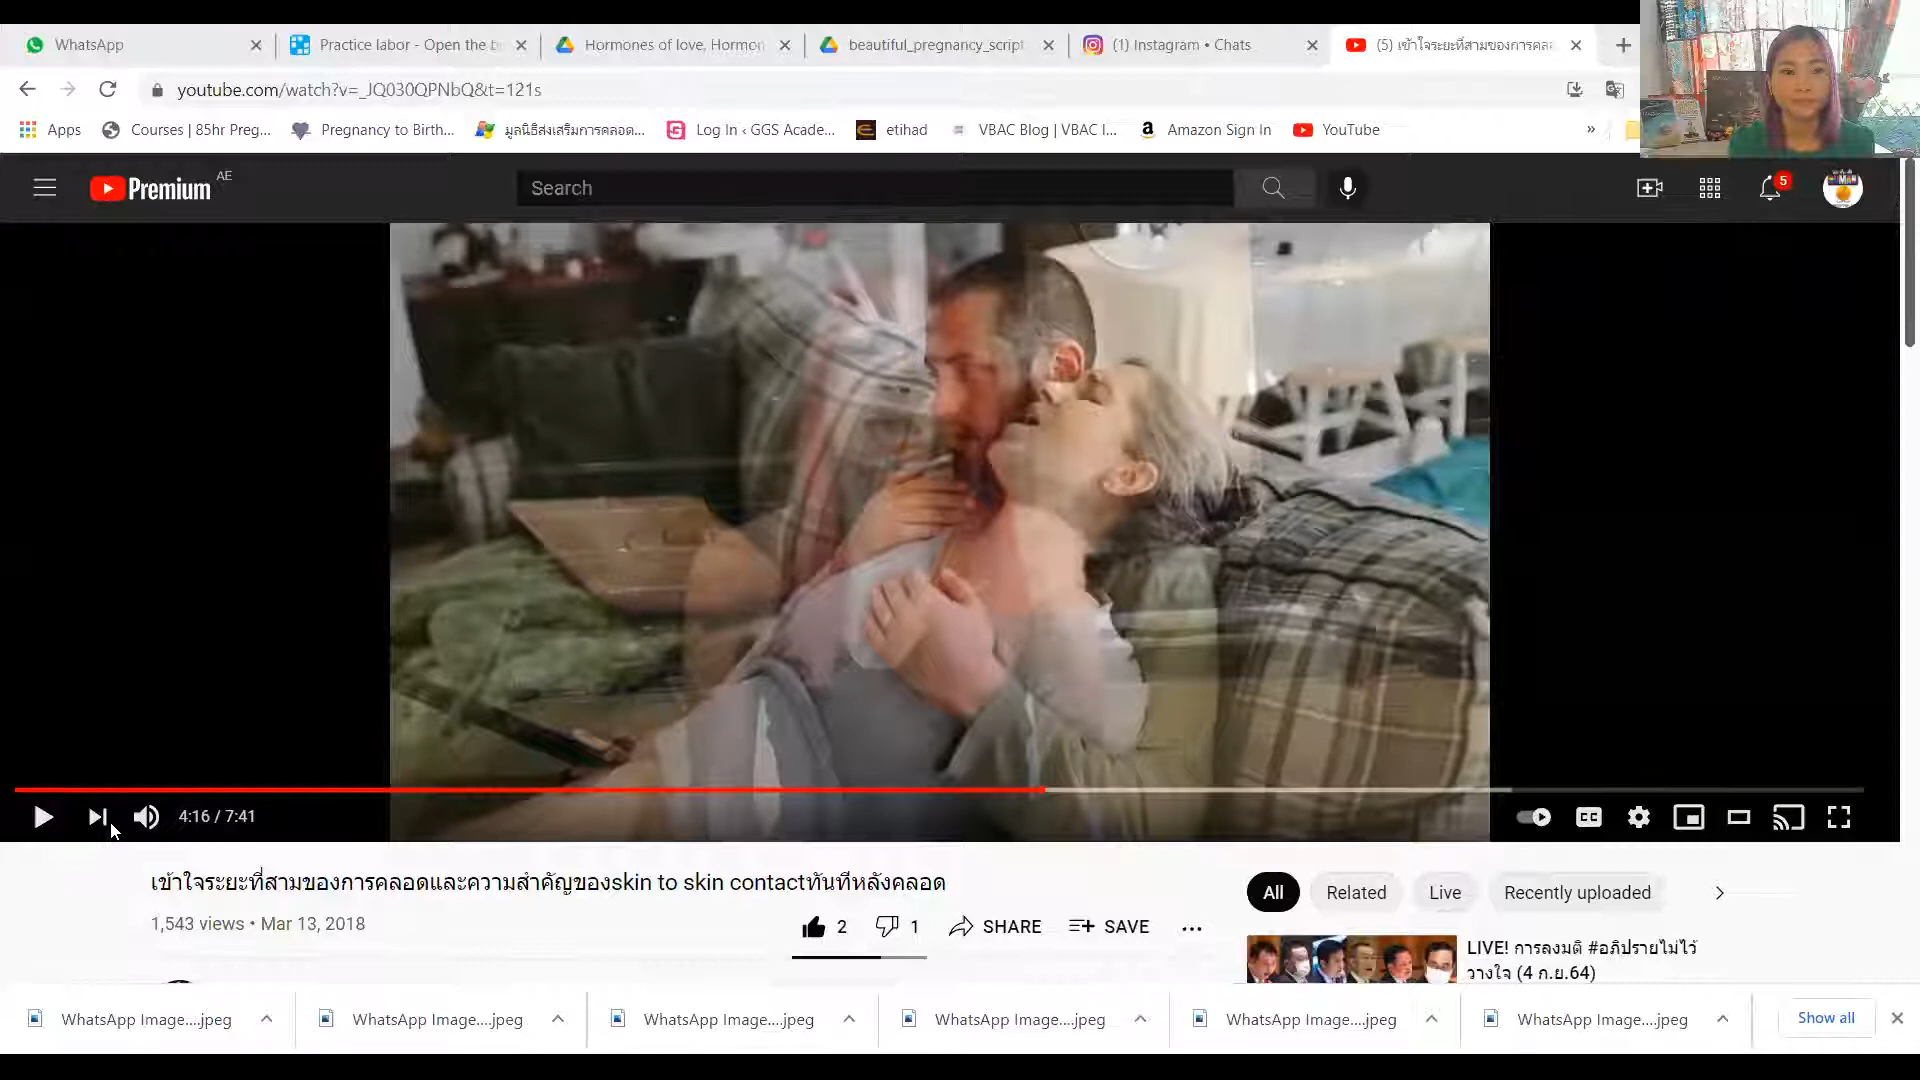 WhatsApp
Practice labor - Open the b
Hormones of love, Hormon
beautiful_pregnancy_script
(1) Instagram • Chats
(5) เข้าใจระยะที่สามของการคลอ
youtube.com/watch?v=_JQ030QPNbQ&t=121s
Apps
Courses | 85hr Preg...
Pregnancy to Birth...
มูลนิธิส่งเสริมการคลอด...
Log In ‹ GGS Acade...
etihad
VBAC Blog | VBAC I...
Amazon Sign In
YouTube
»
Premium
AE
Search
5
4:16 / 7:41
CC
เข้าใจระยะที่สามของการคลอดและความสำคัญของskin to skin contactทันทีหลังคลอด
1,543 views • Mar 13, 2018
2
1
SHARE
SAVE
All
Related
Live
Recently uploaded
LIVE! การลงมติ #อภิปรายไม่ไว้
วางใจ (4 ก.ย.64)
WhatsApp Image....jpeg
WhatsApp Image....jpeg
WhatsApp Image....jpeg
WhatsApp Image....jpeg
WhatsApp Image....jpeg
WhatsApp Image....jpeg
Show all